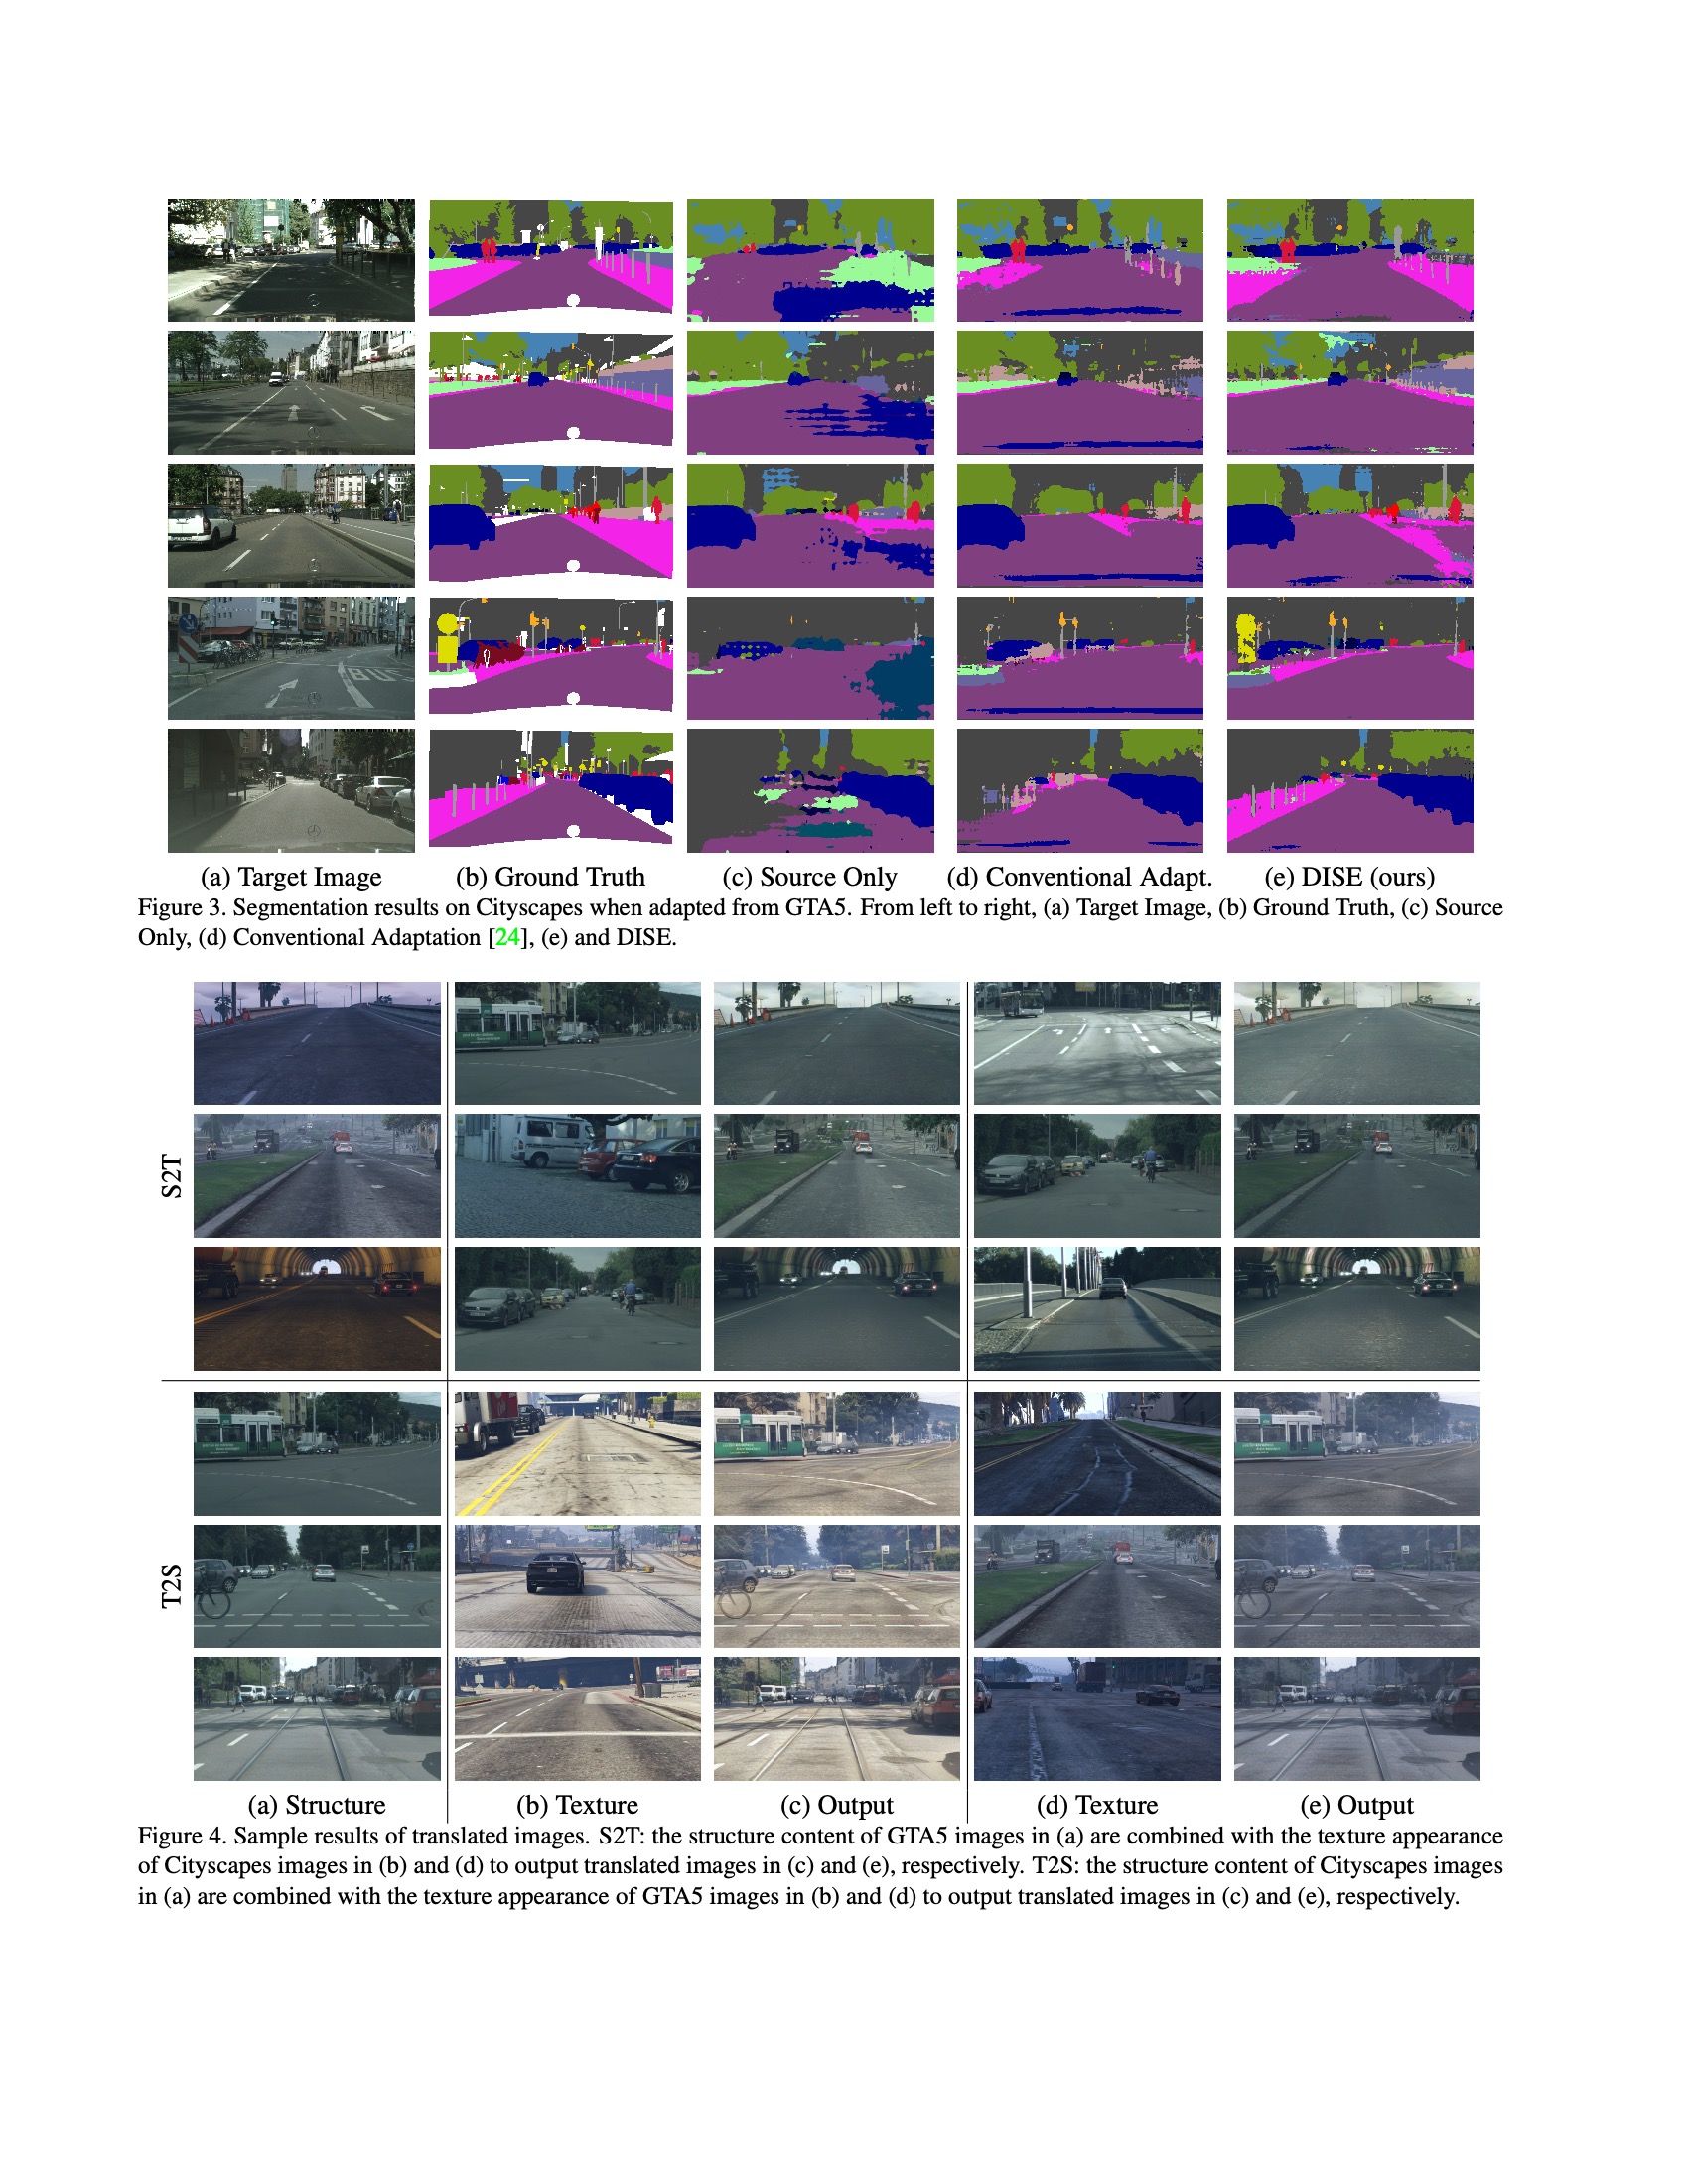 (a) Target Image (b) Ground Truth (c) Source Only (d) Conventional Adapt. (e) DISE (ours)
Figure 3. Segmentation results on Cityscapes when adapted from GTA5. From left to right, (a) Target Image, (b) Ground Truth, (c) Source
Only, (d) Conventional Adaptation [24], (e) and DISE.
S2T
T2S
(a) Structure (b) Texture (c) Output (d) Texture (e) Output
Figure 4. Sample results of translated images. S2T: the structure content of GTA5 images in (a) are combined with the texture appearance
of Cityscapes images in (b) and (d) to output translated images in (c) and (e), respectively. T2S: the structure content of Cityscapes images
in (a) are combined with the texture appearance of GTA5 images in (b) and (d) to output translated images in (c) and (e), respectively.